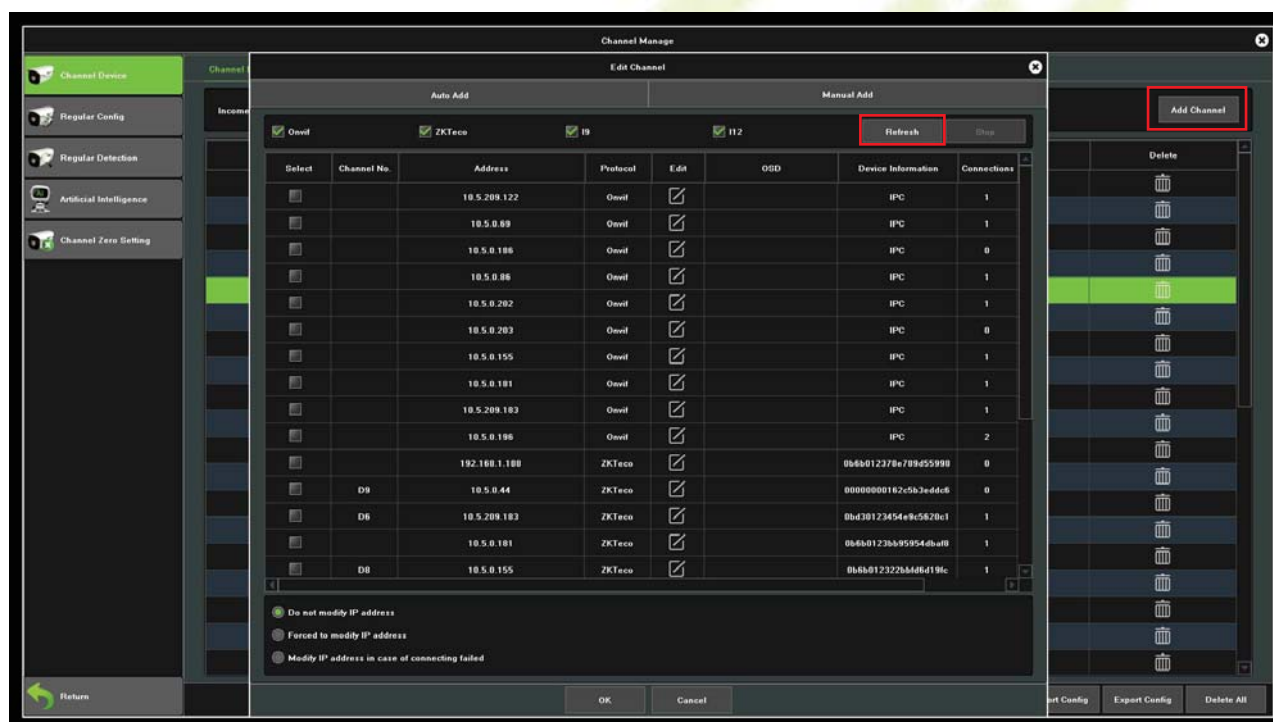 Channel Manage
Channel Device
Regular Config
Regular Detection
Artificial Intelligence
Channel Zero Setting
Return
Income
Add Channel
Delete
Edit Channel
Auto Add Manual Add
Onvif ZKTeco I9 I12 Refresh Stop
Select Channel No. Address Protocol Edit OSD Device Information Connections
10.5.209.122 Onvif IPC 1
10.5.0.69 Onvif IPC 1
10.5.0.186 Onvif IPC 0
10.5.0.86 Onvif IPC 1
10.5.0.202 Onvif IPC 1
10.5.0.203 Onvif IPC 0
10.5.0.155 Onvif IPC 1
10.5.0.181 Onvif IPC 1
10.5.209.183 Onvif IPC 1
10.5.0.196 Onvif IPC 2
192.168.1.100 ZKTeco 0
D9 10.5.0.44 ZKTeco 00000000162c5b3eddc6 0
D6 10.5.209.183 ZKTeco 0bd30123454e9c5620c1 1
10.5.0.181 ZKTeco 0b6b0123bb95954dbaf0 1
D8 10.5.0.155 ZKTeco 1
Do not modify IP address
Forced to modify IP address
Modify IP address in case of connecting failed
OK Cancel
ort Config Export Config Delete All